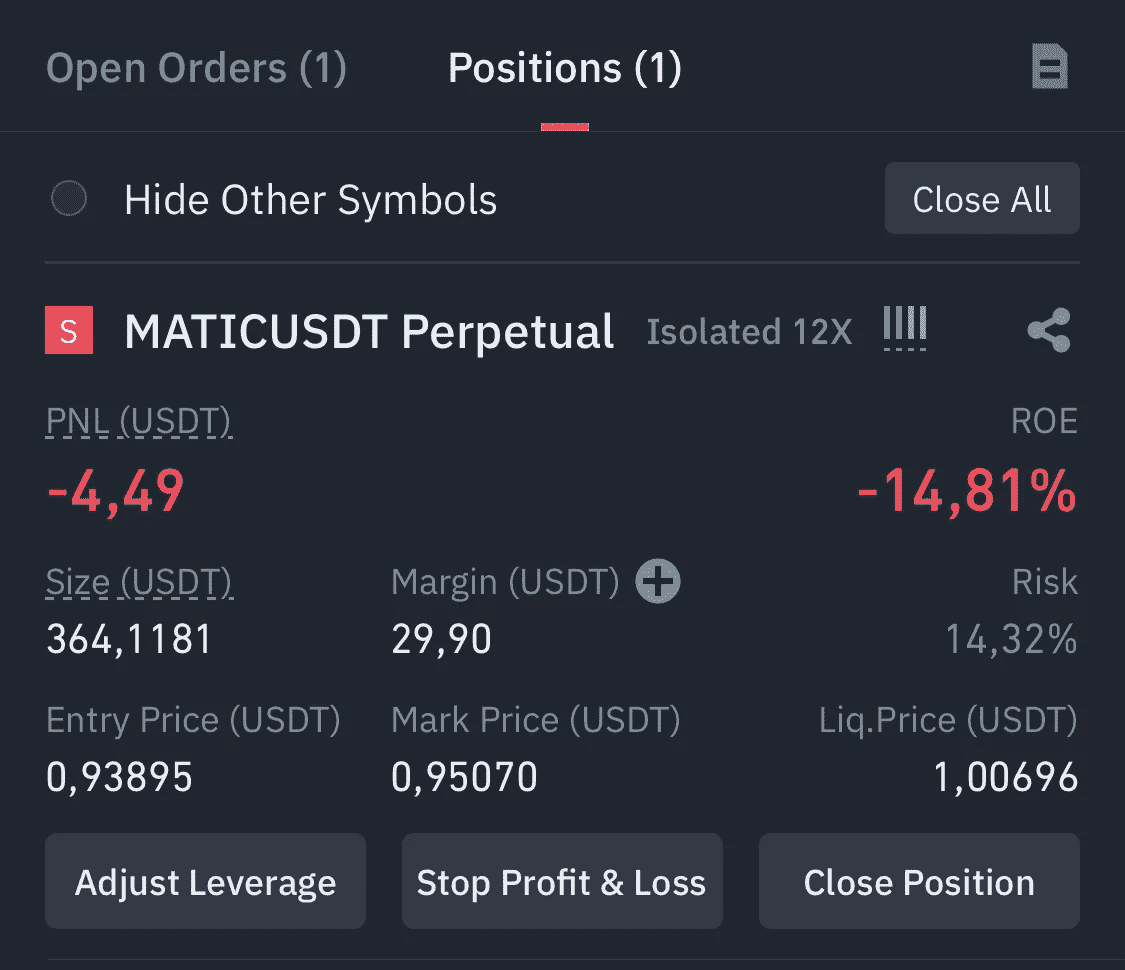 Open Orders (1) Positions (1)
Hide Other Symbols Close All
S MATICUSDT Perpetual Isolated 12X
PNL (USDT) ROE
-4,49 -14,81%
Size (USDT) Margin (USDT) Risk
364,1181 29,90 14,32%
Entry Price (USDT) Mark Price (USDT) Liq.Price (USDT)
0,93895 0,95070 1,00696
Adjust Leverage Stop Profit & Loss Close Position